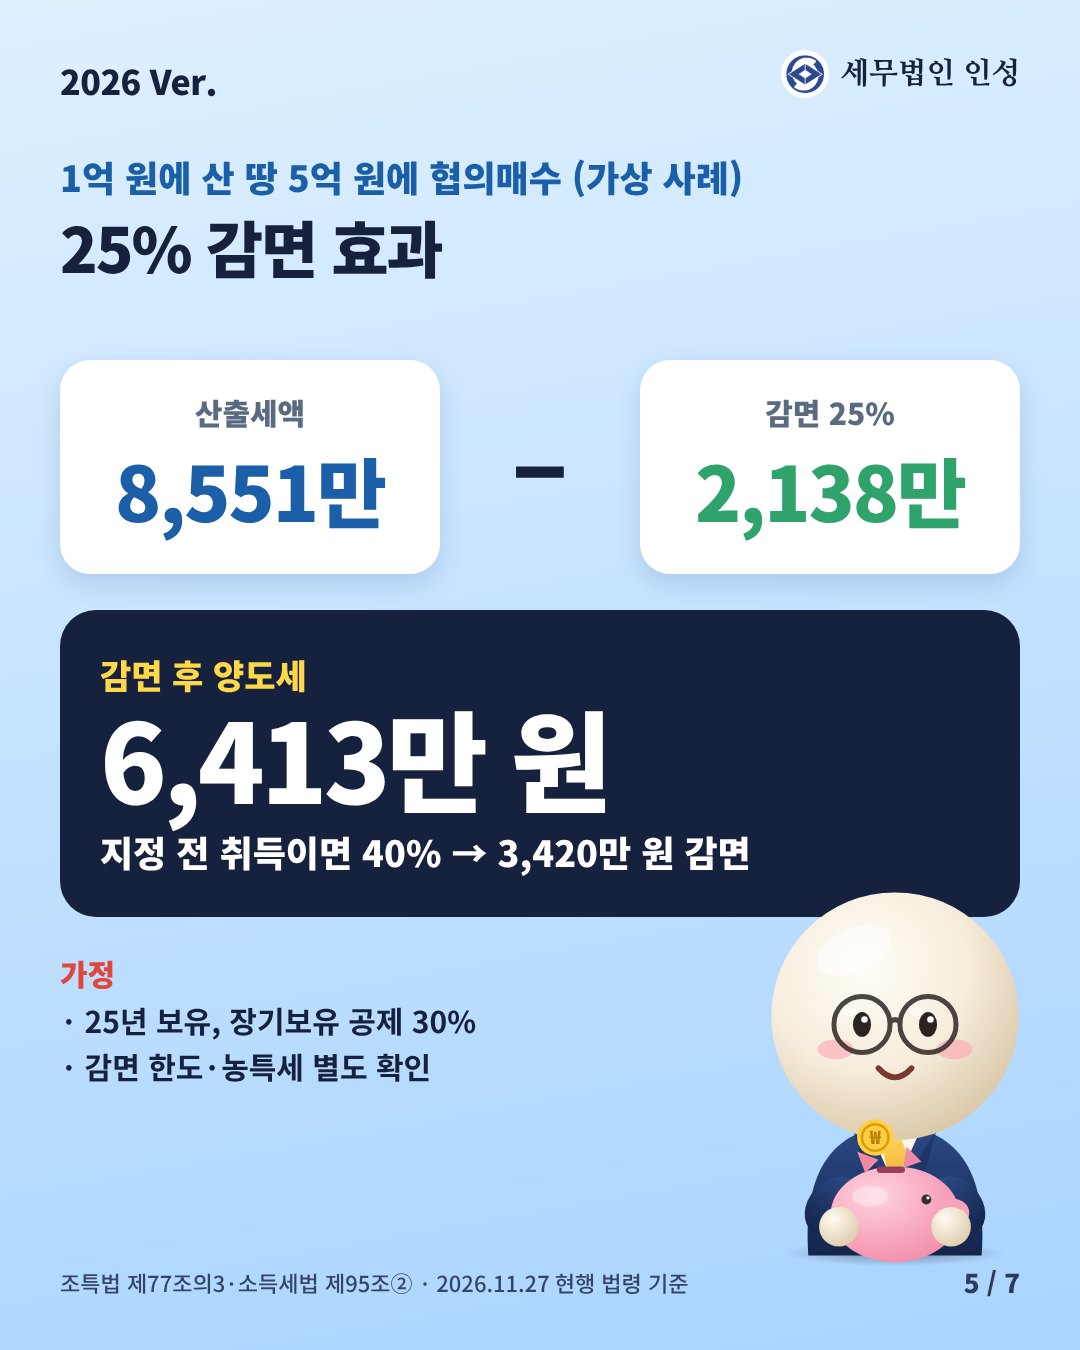 2026 Ver.
세무법인 인성
1억 원에 산 땅 5억 원에 협의매수 (가상 사례)
25% 감면 효과
산출세액
8,551만
−
감면 25%
2,138만
감면 후 양도세
6,413만 원
지정 전 취득이면 40% → 3,420만 원 감면
가정
· 25년 보유, 장기보유 공제 30%
· 감면 한도·농특세 별도 확인
₩
조특법 제77조의3·소득세법 제95조② · 2026.11.27 현행 법령 기준
5 / 7